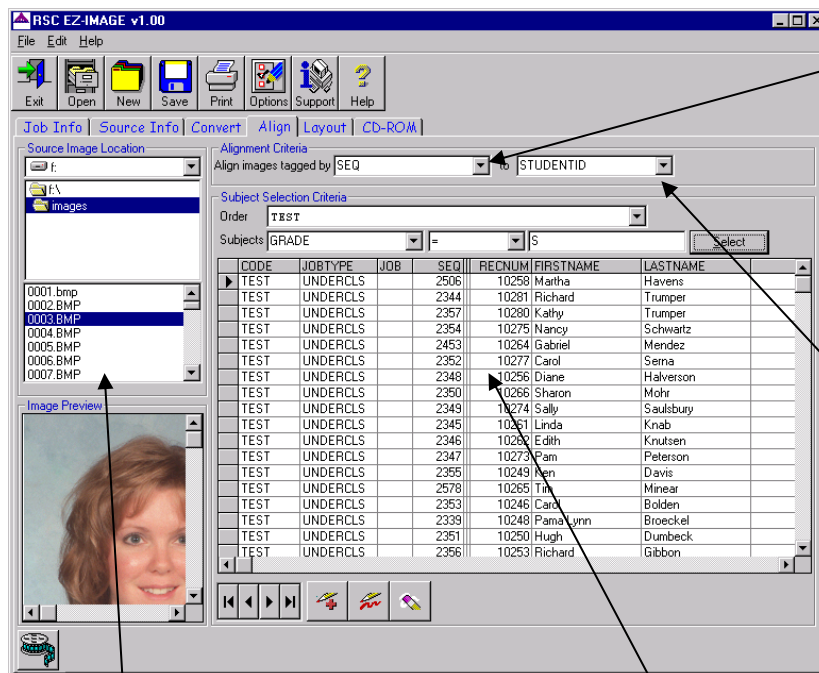 RSC EZ-IMAGE v1.00
File Edit Help
Exit Open New Save Print Options Support Help
Job Info Source Info Convert Align Layout CD-ROM
Source Image Location
f:
f:\
images
0001.bmp
0002.BMP
0003.BMP
0004.BMP
0005.BMP
0006.BMP
0007.BMP
Image Preview
Alignment Criteria
Align images tagged by SEQ to STUDENTID
Subject Selection Criteria
Order TEST
Subjects GRADE = S Select
CODE JOBTYPE JOB SEQ RECNUM FIRSTNAME LASTNAME
TEST UNDERCLS 2506 10258 Martha Havens
TEST UNDERCLS 2344 10281 Richard Trumper
TEST UNDERCLS 2357 10280 Kathy Trumper
TEST UNDERCLS 2354 10275 Nancy Schwartz
TEST UNDERCLS 2453 10264 Gabriel Mendez
TEST UNDERCLS 2352 10277 Carol Serna
TEST UNDERCLS 2348 10256 Diane Halverson
TEST UNDERCLS 2350 10266 Sharon Mohr
TEST UNDERCLS 2349 10274 Sally Saulsbury
TEST UNDERCLS 2345 10261 Linda Knab
TEST UNDERCLS 2346 10262 Edith Knutsen
TEST UNDERCLS 2347 10273 Pam Peterson
TEST UNDERCLS 2355 10249 Ken Davis
TEST UNDERCLS 2578 10265 Tim Minear
TEST UNDERCLS 2353 10246 Carol Bolden
TEST UNDERCLS 2339 10248 Pama Lynn Broeckel
TEST UNDERCLS 2351 10250 Hugh Dumbeck
TEST UNDERCLS 2356 10253 Richard Gibbon